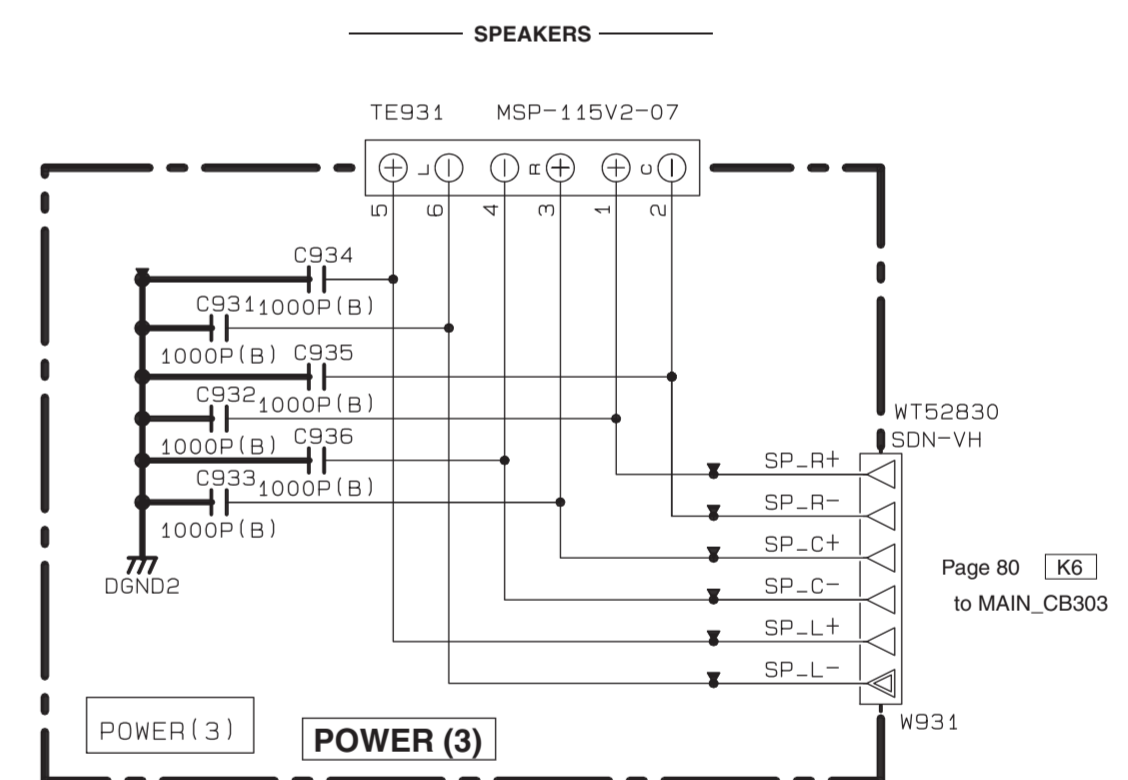 SPEAKERS
TE931 MSP-115V2-07
+ L - - R + + C -
5 6 4 3 1 2
C934
1000P(B)
C931
1000P(B)
C935
1000P(B)
C932
1000P(B)
C936
1000P(B)
C933
1000P(B)
DGND2
WT52830
SDN-VH
SP_R+
SP_R-
SP_C+
SP_C-
SP_L+
SP_L-
Page 80 K6
to MAIN_CB303
W931
POWER(3)
POWER (3)